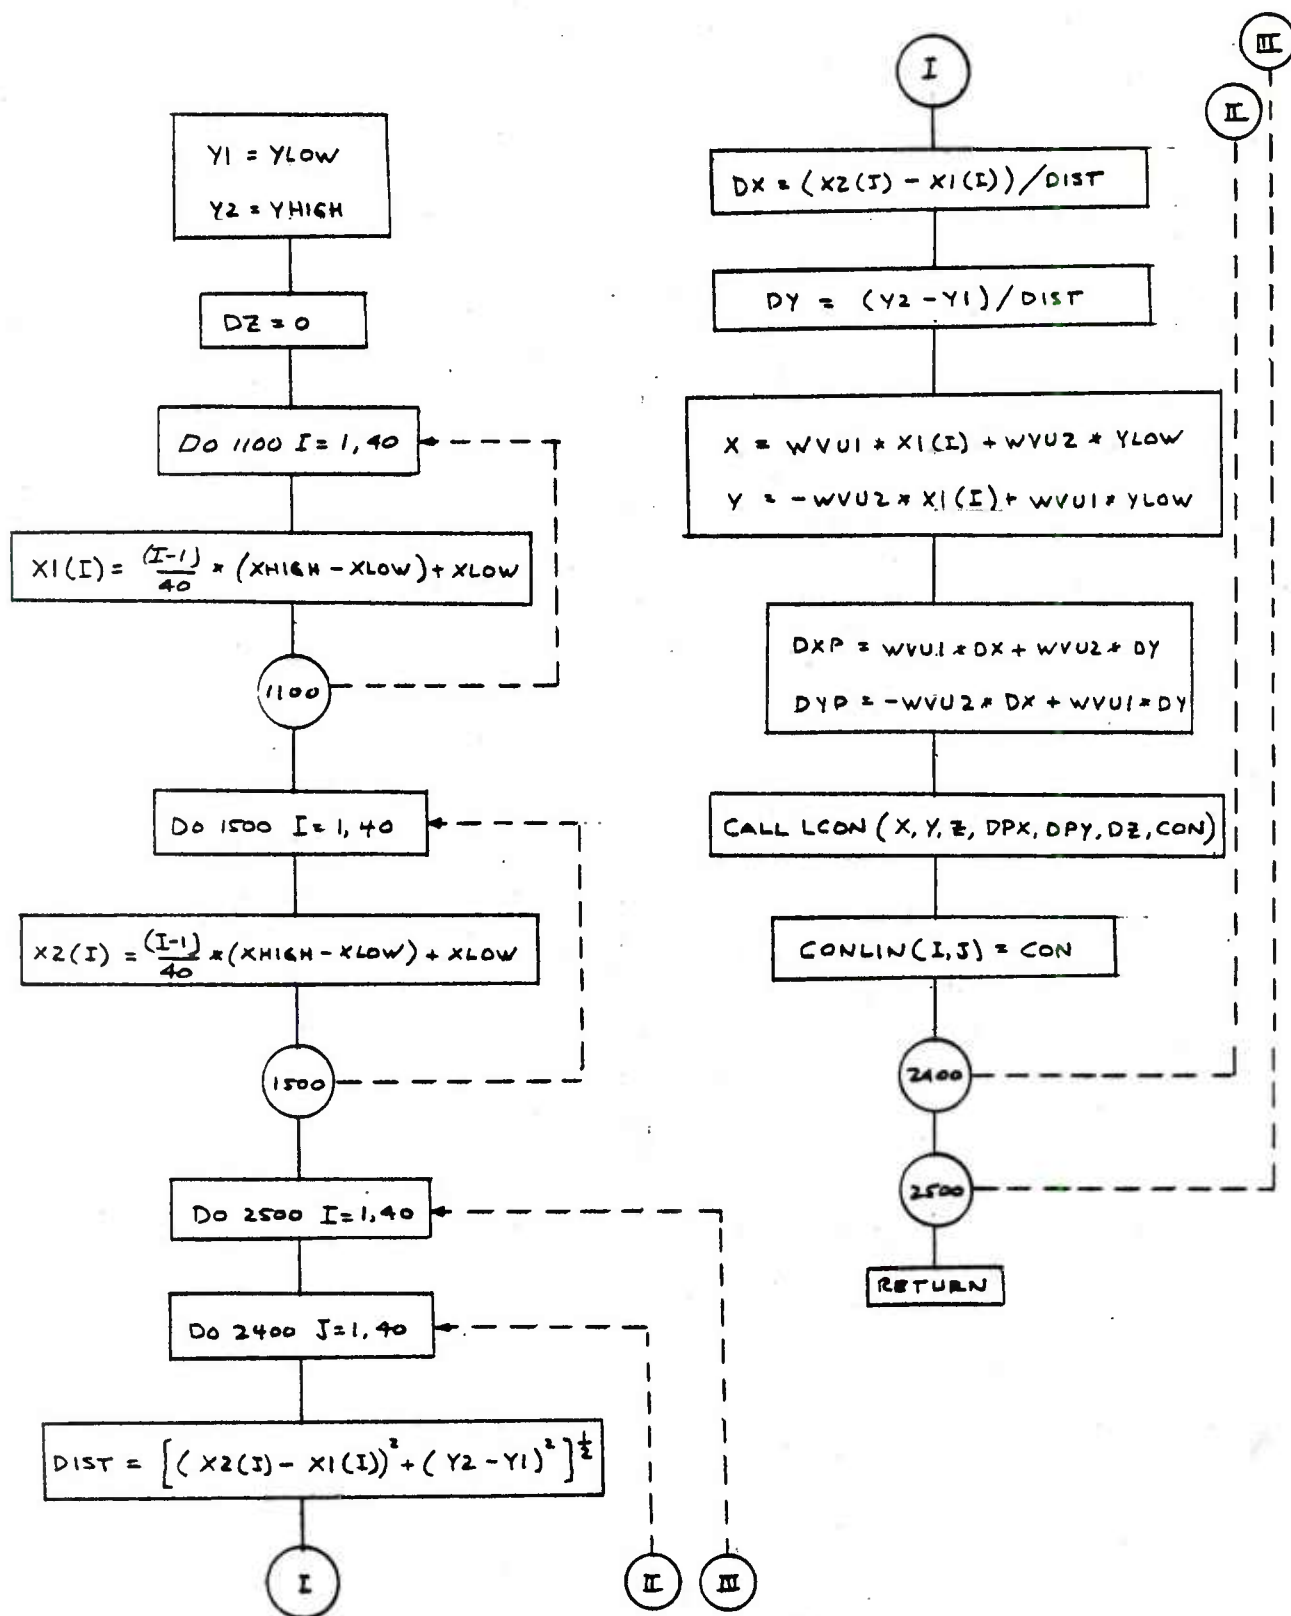 Y1 = YLOW
Y2 = YHIGH
DZ = 0
DO 1100 I = 1, 40
X1(I) = (I-1)/40 * (XHIGH - XLOW) + XLOW
1100
DO 1500 I = 1, 40
X2(I) = (I-1)/40 * (XHIGH - XLOW) + XLOW
1500
DO 2500 I = 1, 40
DO 2400 J = 1, 40
DIST = [(X2(J) - X1(I))² + (Y2 - Y1)²]^½
I
II
III
I
II
III
DX = (X2(J) - X1(I)) / DIST
DY = (Y2 - Y1) / DIST
X = WVU1 * X1(I) + WVU2 * YLOW
Y = -WVU2 * X1(I) + WVU1 * YLOW
DXP = WVU1 * DX + WVU2 * DY
DYP = -WVU2 * DX + WVU1 * DY
CALL LCON (X, Y, Z, DPX, DPY, DZ, CON)
CONLIN(I,J) = CON
2400
2500
RETURN